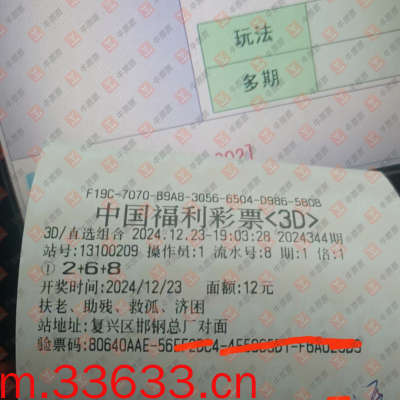 玩法
多期
F19C-7070-B9A8-3056-6504-D986-580B
中国福利彩票<3D>
3D/直选组合 2024.12.23-19:03:28 2024344期
站号:13100209 操作员:1 流水号:8 期:1 倍:1
① 2+6+8
开奖时间:2024/12/23 面额:12元
扶老、助残、救孤、济困
站地址:复兴区邯钢总厂对面
验票码:80640AAE-56
m.33633.cn